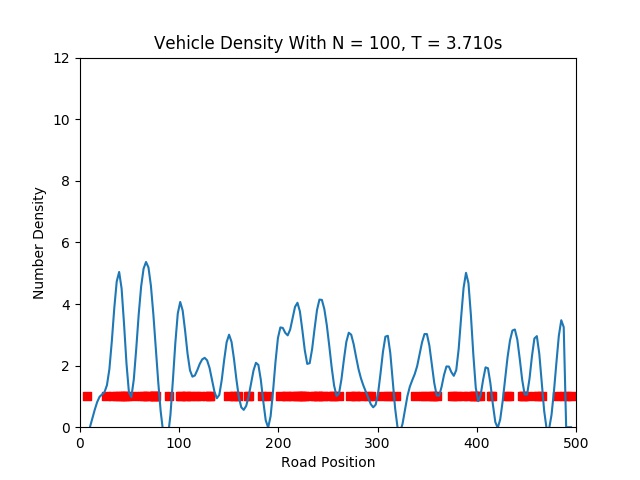 Vehicle Density With N = 100, T = 3.710s
12
10
8
6
4
2
0
Number Density
0 100 200 300 400 500
Road Position